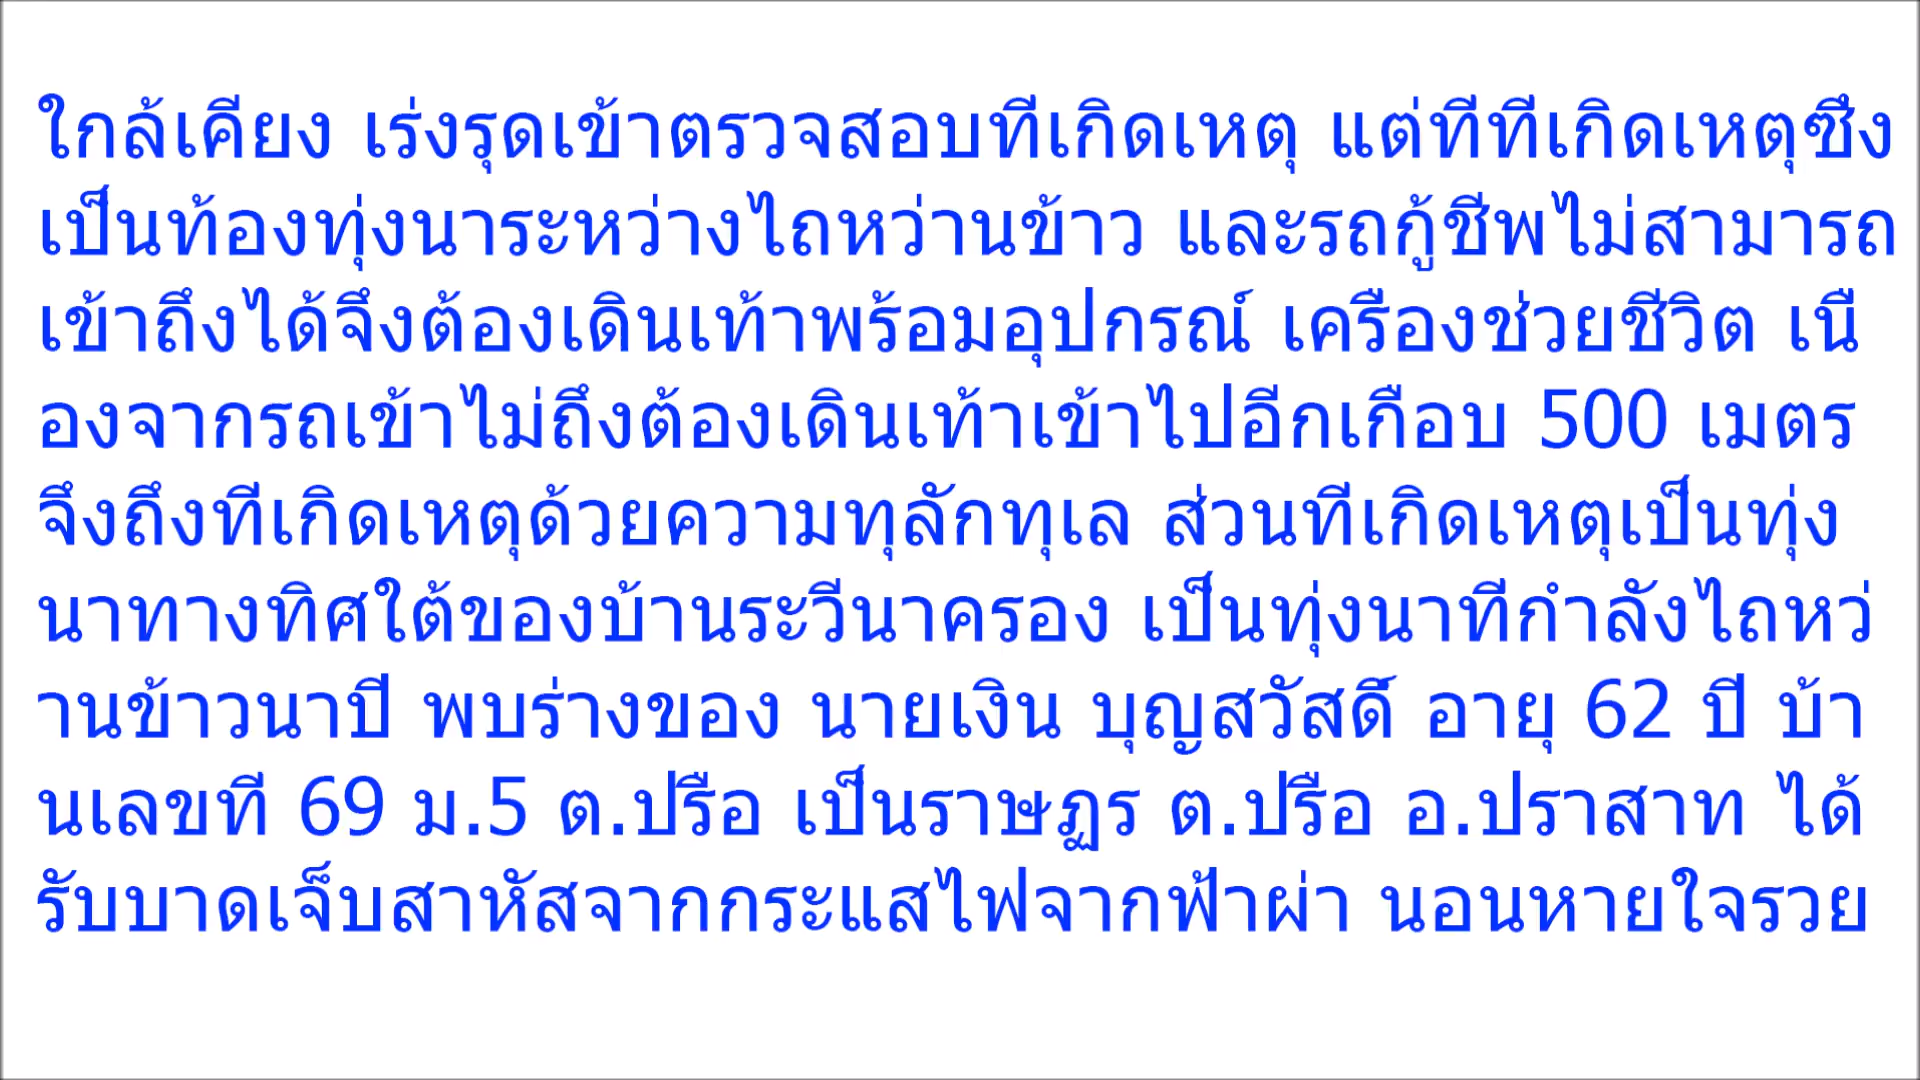 ใกล้เคียง เร่งรุดเข้าตรวจสอบที่เกิดเหตุ แต่ที่ที่เกิดเหตุซึ่ง
เป็นท้องทุ่งนาระหว่างไถหว่านข้าว และรถกู้ชีพไม่สามารถ
เข้าถึงได้จึงต้องเดินเท้าพร้อมอุปกรณ์ เครื่องช่วยชีวิต เนื่
องจากรถเข้าไม่ถึงต้องเดินเท้าเข้าไปอีกเกือบ 500 เมตร
จึงถึงที่เกิดเหตุด้วยความทุลักทุเล ส่วนที่เกิดเหตุเป็นทุ่ง
นาทางทิศใต้ของบ้านระวีนาครอง เป็นทุ่งนาที่กำลังไถหว่
านข้าวนาปี พบร่างของ นายเงิน บุญสวัสดิ์ อายุ 62 ปี บ้า
นเลขที่ 69 ม.5 ต.ปรือ เป็นราษฏร ต.ปรือ อ.ปราสาท ได้
รับบาดเจ็บสาหัสจากกระแสไฟจากฟ้าผ่า นอนหายใจรวย